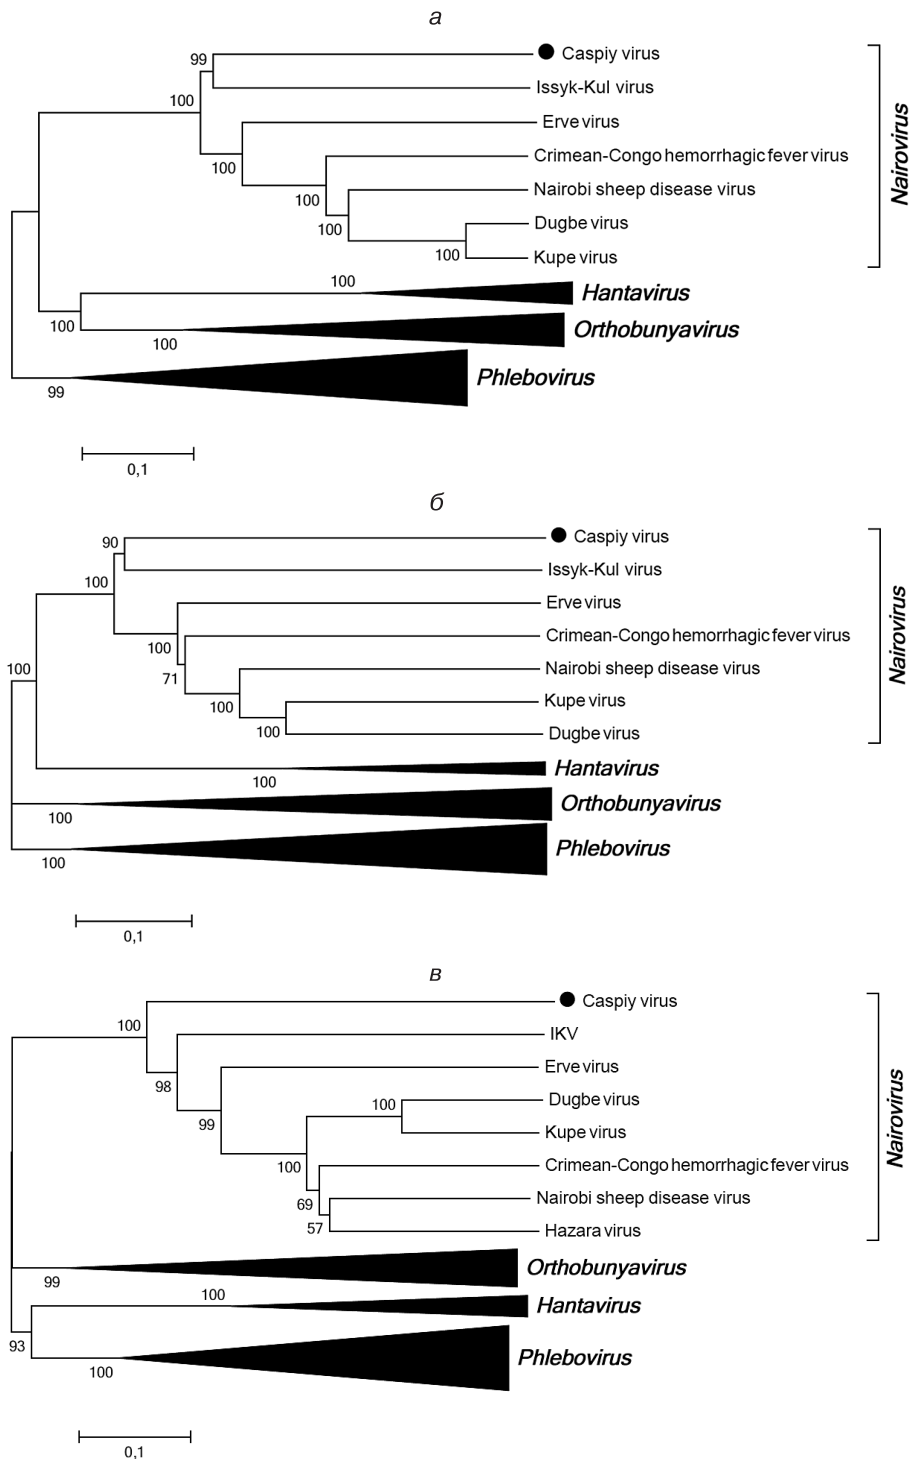 а
99
Caspiy virus
100
Issyk-Kul virus
Erve virus
100
Crimean-Congo hemorrhagic fever virus
100
Nairobi sheep disease virus
100
Dugbe virus
100
Kupe virus
Nairovirus
100
Hantavirus
100
Orthobunyavirus
100
Phlebovirus
99
0,1
б
90
Caspiy virus
100
Issyk-Kul virus
Erve virus
100
Crimean-Congo hemorrhagic fever virus
100
71
Nairobi sheep disease virus
100
Kupe virus
100
Dugbe virus
Nairovirus
Hantavirus
100
Orthobunyavirus
100
Phlebovirus
100
0,1
в
Caspiy virus
100
IKV
98
Erve virus
99
100
Dugbe virus
Kupe virus
100
Crimean-Congo hemorrhagic fever virus
69
Nairobi sheep disease virus
57
Hazara virus
Nairovirus
Orthobunyavirus
99
100
Hantavirus
93
Phlebovirus
100
0,1